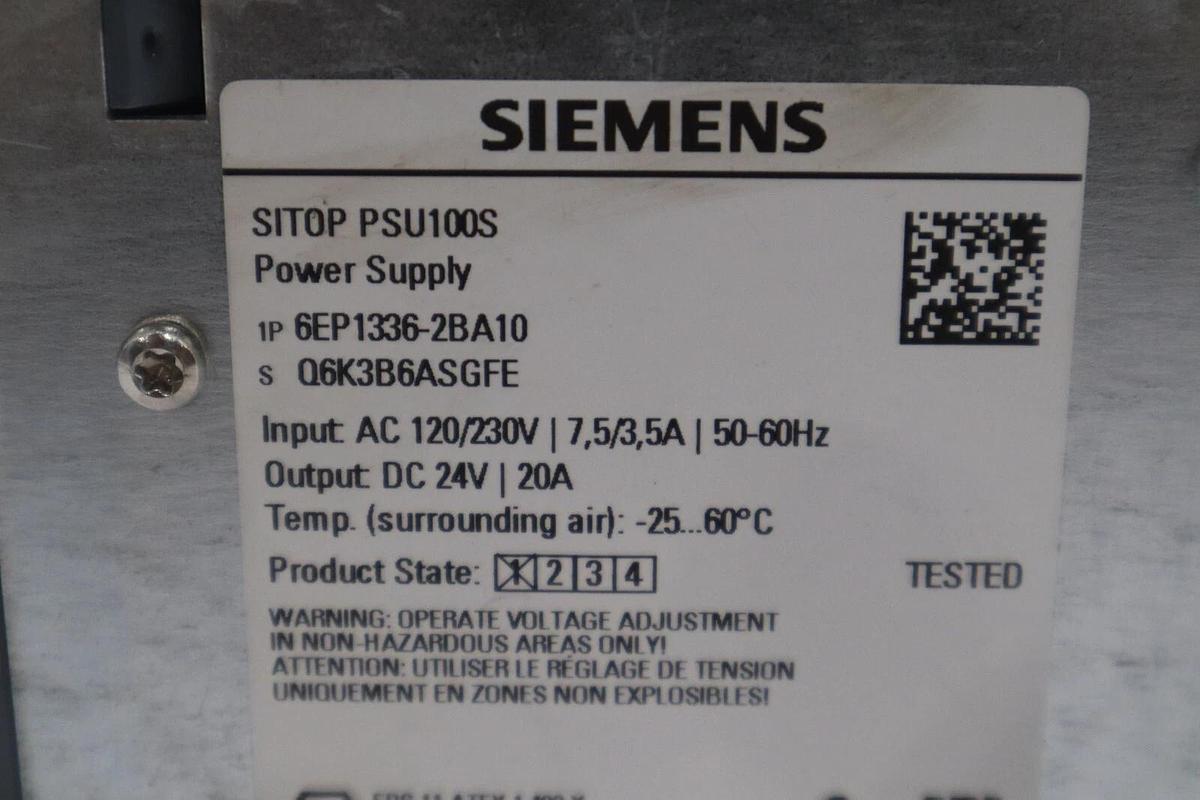 SIEMENS
SITOP PSU100S
Power Supply
1P 6EP1336-2BA10
S Q6K3B6ASGFE
Input: AC 120/230V | 7,5/3,5A | 50-60Hz
Output: DC 24V | 20A
Temp. (surrounding air): -25...60°C
Product State: 1 2 3 4 TESTED
WARNING: OPERATE VOLTAGE ADJUSTMENT
IN NON-HAZARDOUS AREAS ONLY!
ATTENTION: UTILISER LE RÉGLAGE DE TENSION
UNIQUEMENT EN ZONES NON EXPLOSIBLES!